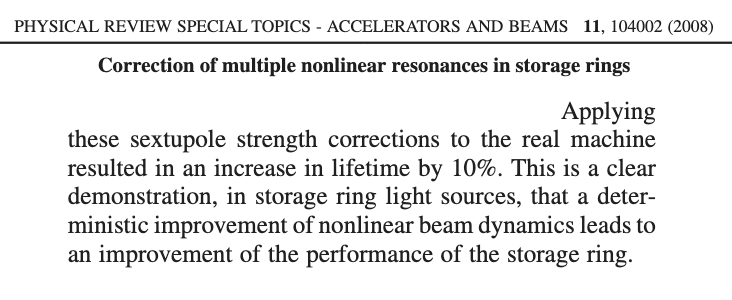 PHYSICAL REVIEW SPECIAL TOPICS - ACCELERATORS AND BEAMS 11, 104002 (2008)
Correction of multiple nonlinear resonances in storage rings
Applying
these sextupole strength corrections to the real machine
resulted in an increase in lifetime by 10%. This is a clear
demonstration, in storage ring light sources, that a deter-
ministic improvement of nonlinear beam dynamics leads to
an improvement of the performance of the storage ring.